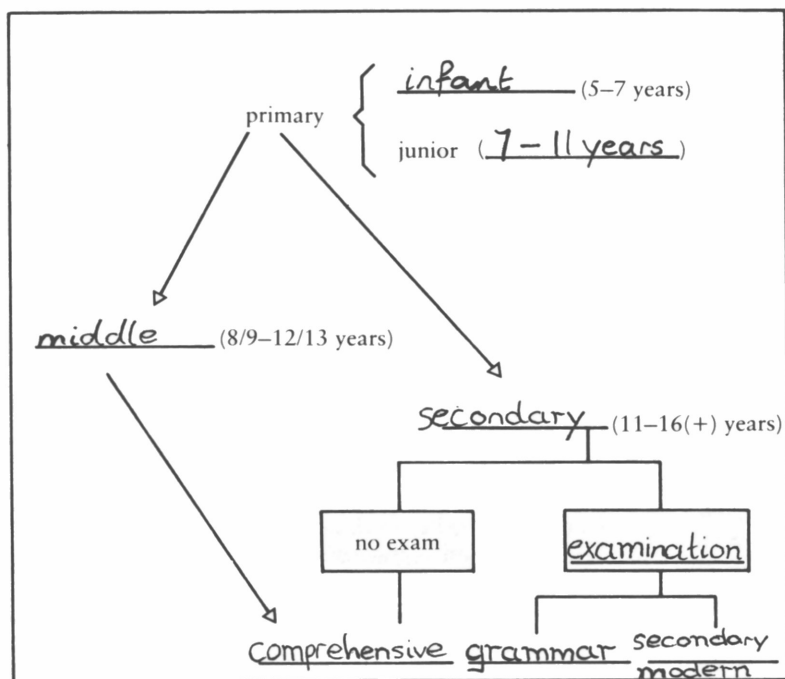 infant (5–7 years)
primary
junior (7 – 11 years)
middle (8/9–12/13 years)
secondary (11–16(+) years)
no exam
examination
comprehensive grammar secondary
modern